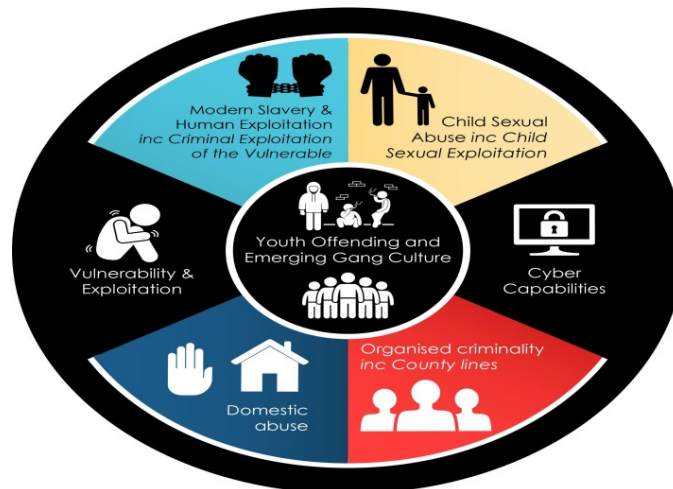 Modern Slavery &
Human Exploitation
inc Criminal Exploitation
of the Vulnerable
Child Sexual
Abuse inc Child
Sexual Exploitation
Vulnerability &
Exploitation
Youth Offending and
Emerging Gang Culture
Cyber
Capabilities
Domestic
abuse
Organised criminality
inc County lines